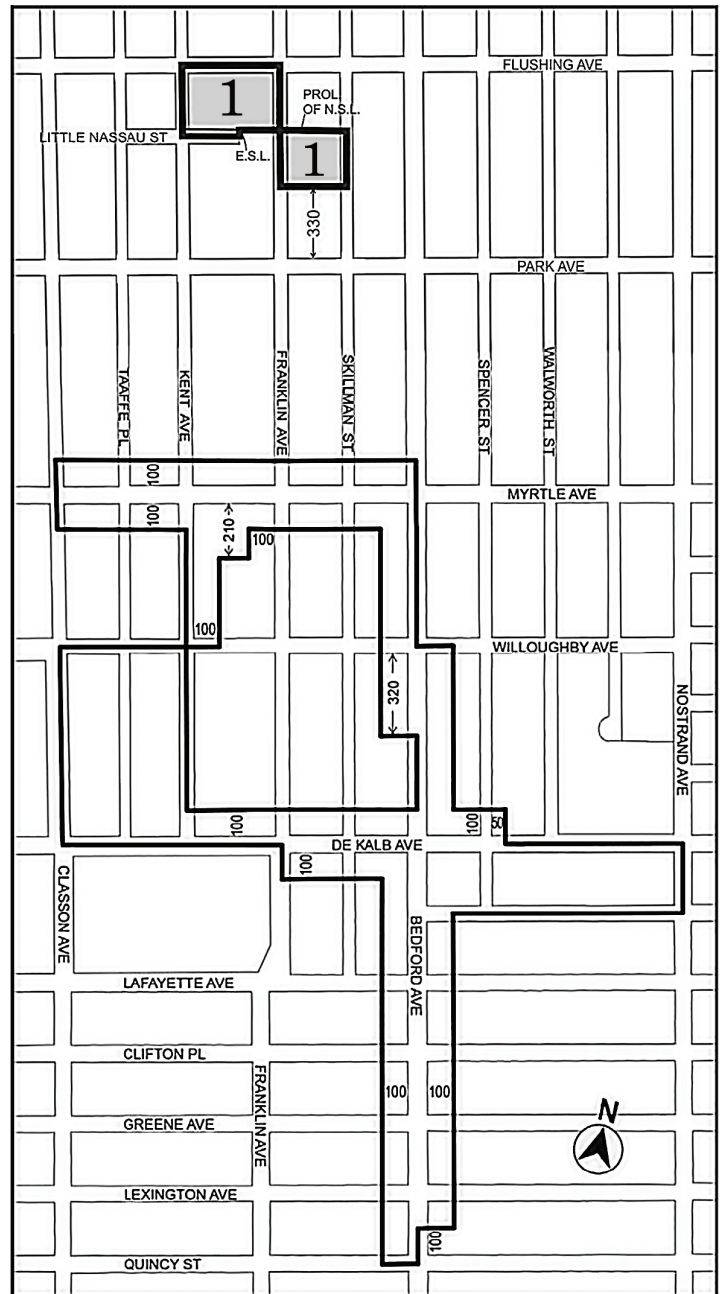 FLUSHING AVE
1
PROL.
OF N.S.L.
LITTLE NASSAU ST
E.S.L.
1
330
PARK AVE
TAAFFE PL
KENT AVE
FRANKLIN AVE
SKILLMAN ST
SPENCER ST
WALWORTH ST
100
MYRTLE AVE
100
210
100
100
WILLOUGHBY AVE
320
NOSTRAND AVE
100
100
50
DE KALB AVE
100
CLASSON AVE
BEDFORD AVE
LAFAYETTE AVE
CLIFTON PL
FRANKLIN AVE
100
100
N
GREENE AVE
LEXINGTON AVE
100
QUINCY ST